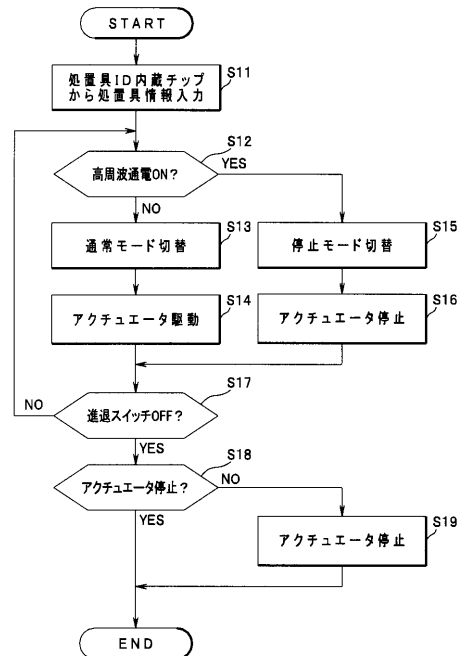 START
処置具ID内蔵チップ
から処置具情報入力
S11
高周波通電ON?
S12
YES
NO
通常モード切替
S13
停止モード切替
S15
アクチュエータ駆動
S14
アクチュエータ停止
S16
進退スイッチOFF?
S17
NO
YES
アクチュエータ停止?
S18
NO
YES
アクチュエータ停止
S19
END